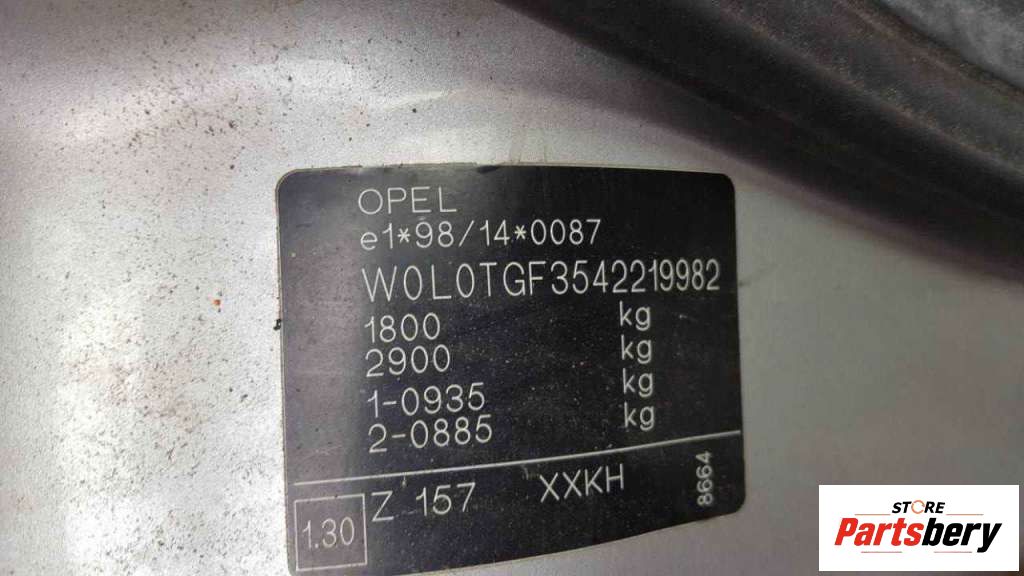 OPEL
e1*98/14*0087
W0L0TGF3542219982
1800 kg
2900 kg
1-0935 kg
2-0885 kg
1.30 Z 157 XXKH 8664
STORE
Partsbery